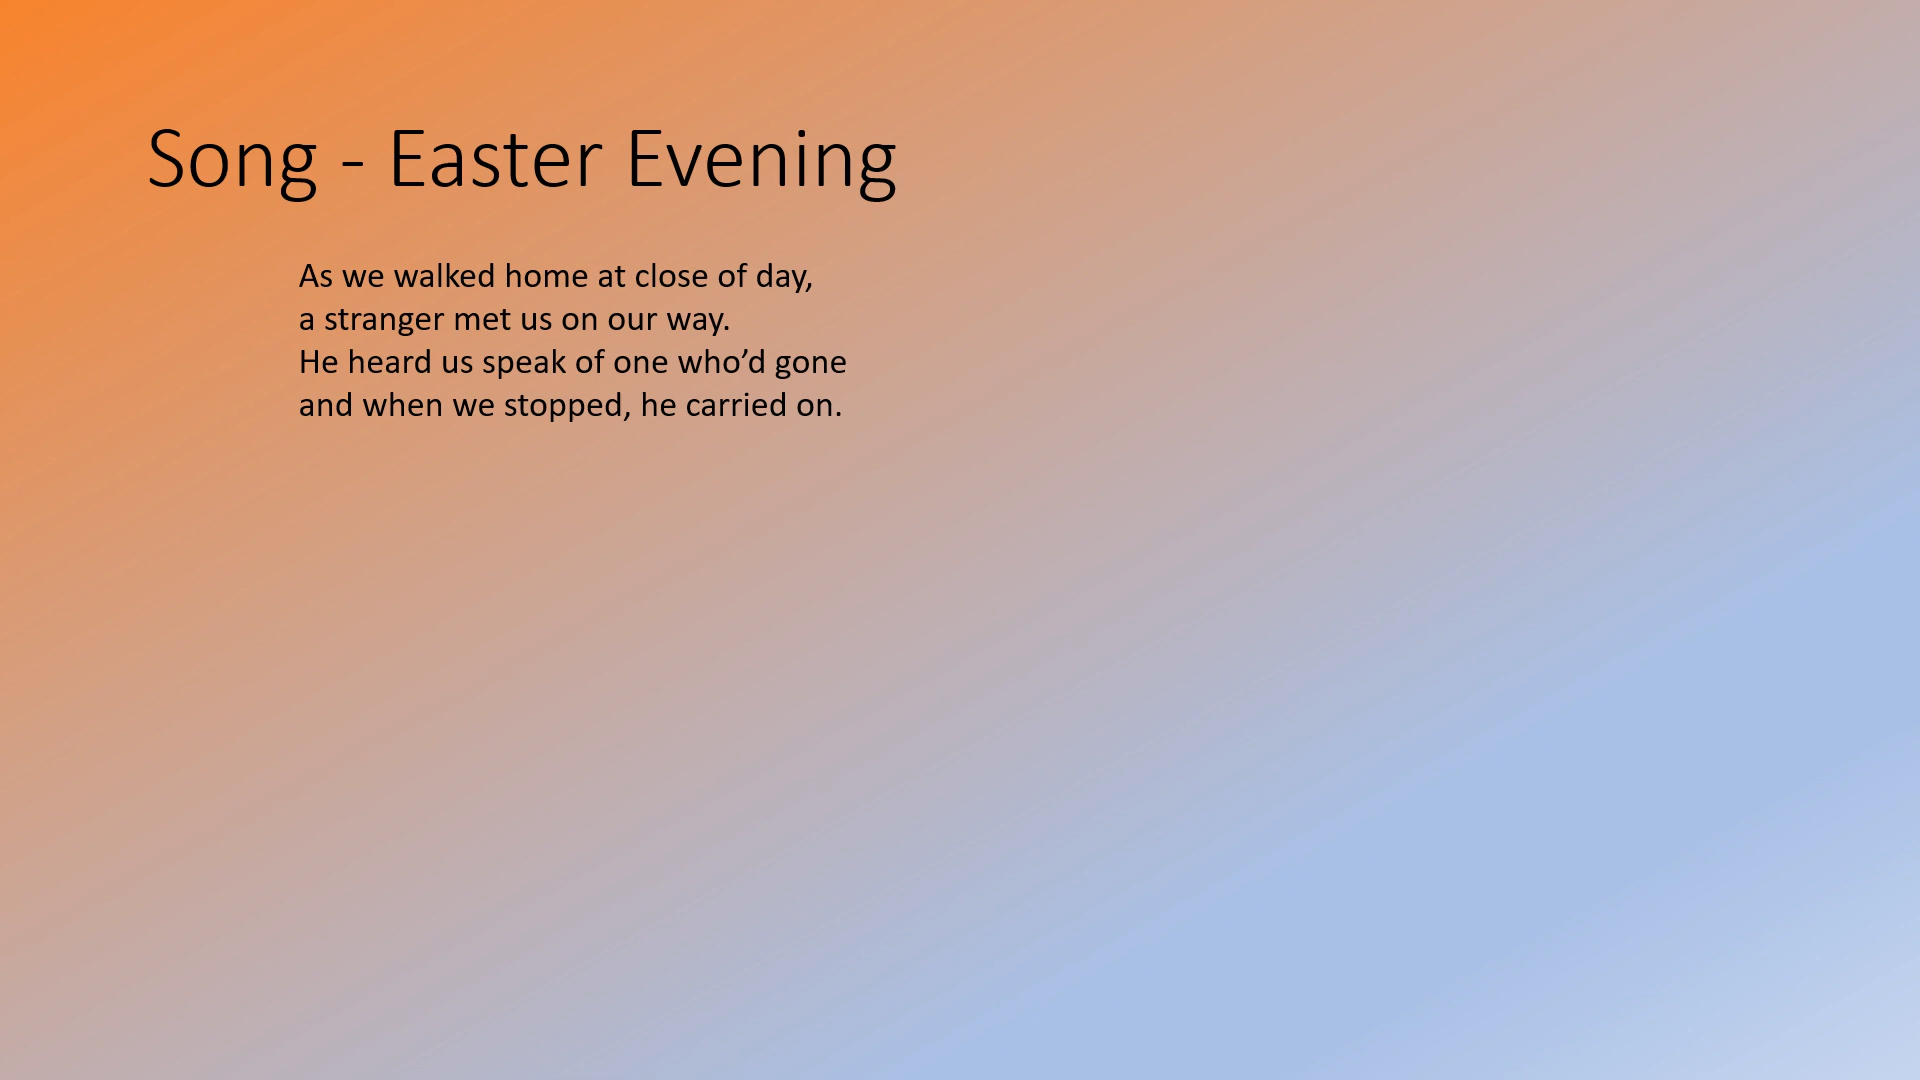 Song - Easter Evening
As we walked home at close of day,
a stranger met us on our way.
He heard us speak of one who’d gone
and when we stopped, he carried on.